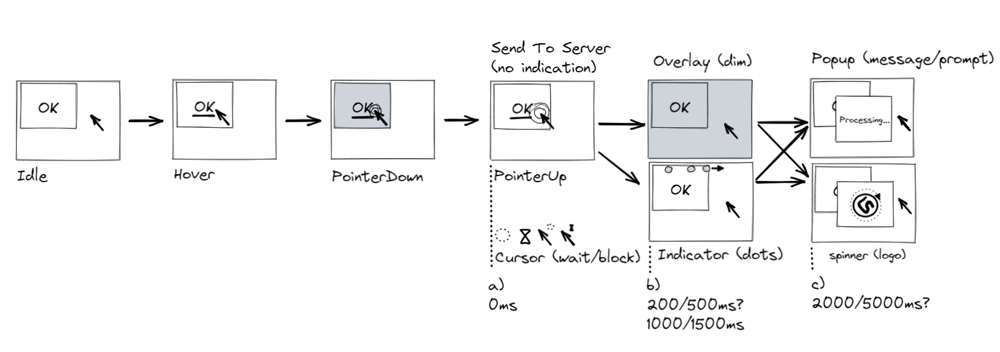 Send To Server
(no indication)
Overlay (dim)
Popup (message/prompt)
OK
OK
OK
OK
OK
Processing...
Idle
Hover
PointerDown
PointerUp
OK
Cursor (wait/block)
Indicator (dots)
spinner (logo)
a)
0ms
b)
200/500ms?
1000/1500ms
c)
2000/5000ms?